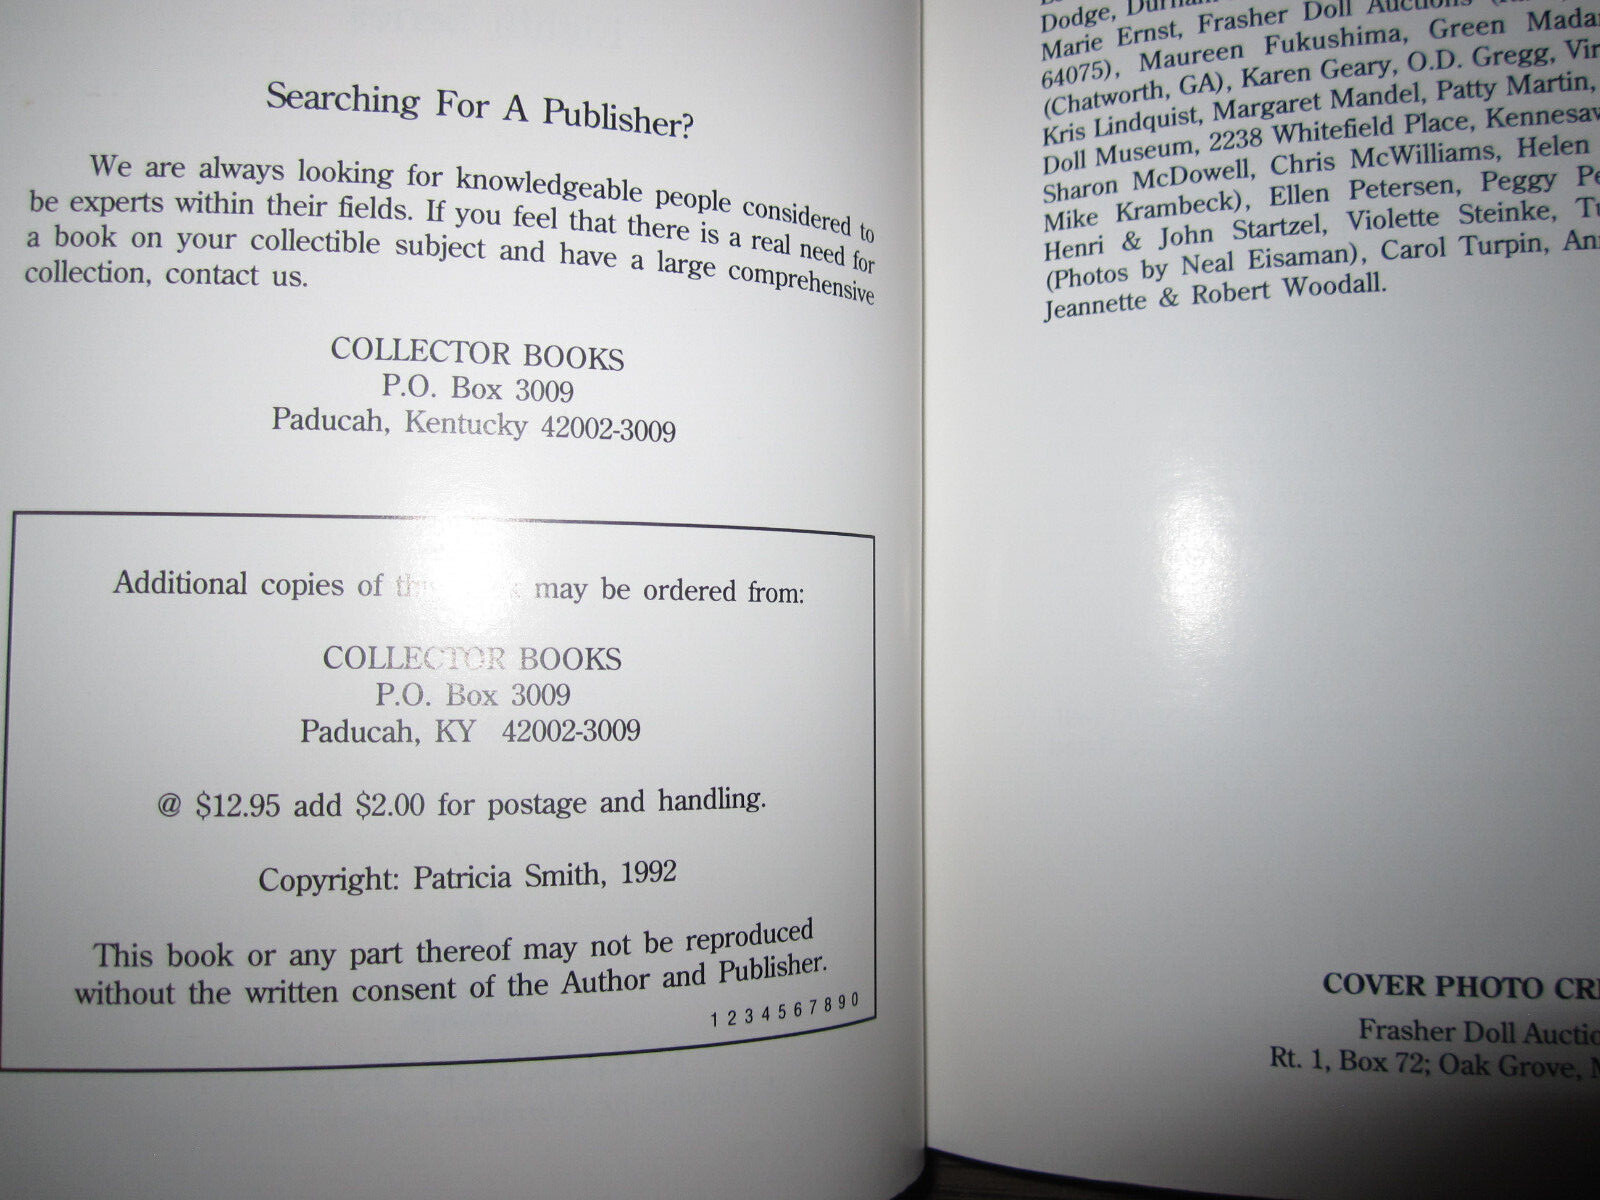 Searching For A Publisher?
We are always looking for knowledgeable people considered to
be experts within their fields. If you feel that there is a real need for
a book on your collectible subject and have a large comprehensive
collection, contact us.
COLLECTOR BOOKS
P.O. Box 3009
Paducah, Kentucky 42002-3009
Additional copies of this may be ordered from:
COLLECTOR BOOKS
P.O. Box 3009
Paducah, KY 42002-3009
@ $12.95 add $2.00 for postage and handling.
Copyright: Patricia Smith, 1992
This book or any part thereof may not be reproduced
without the written consent of the Author and Publisher.
1 2 3 4 5 6 7 8 9 0
Dodge,
Marie Ernst, Frasher Doll Auctions
64075), Maureen Fukushima, Green
(Chatworth, GA), Karen Geary, O.D. Gregg,
Kris Lindquist, Margaret Mandel, Patty Martin,
Doll Museum, 2238 Whitefield Place,
Sharon McDowell, Chris McWilliams, Helen
Mike Krambeck), Ellen Petersen, Peggy
Henri & John Startzel, Violette Steinke,
(Photos by Neal Eisaman), Carol Turpin,
Jeannette & Robert Woodall.
COVER PHOTO
Frasher Doll
Rt. 1, Box 72; Oak Grove,